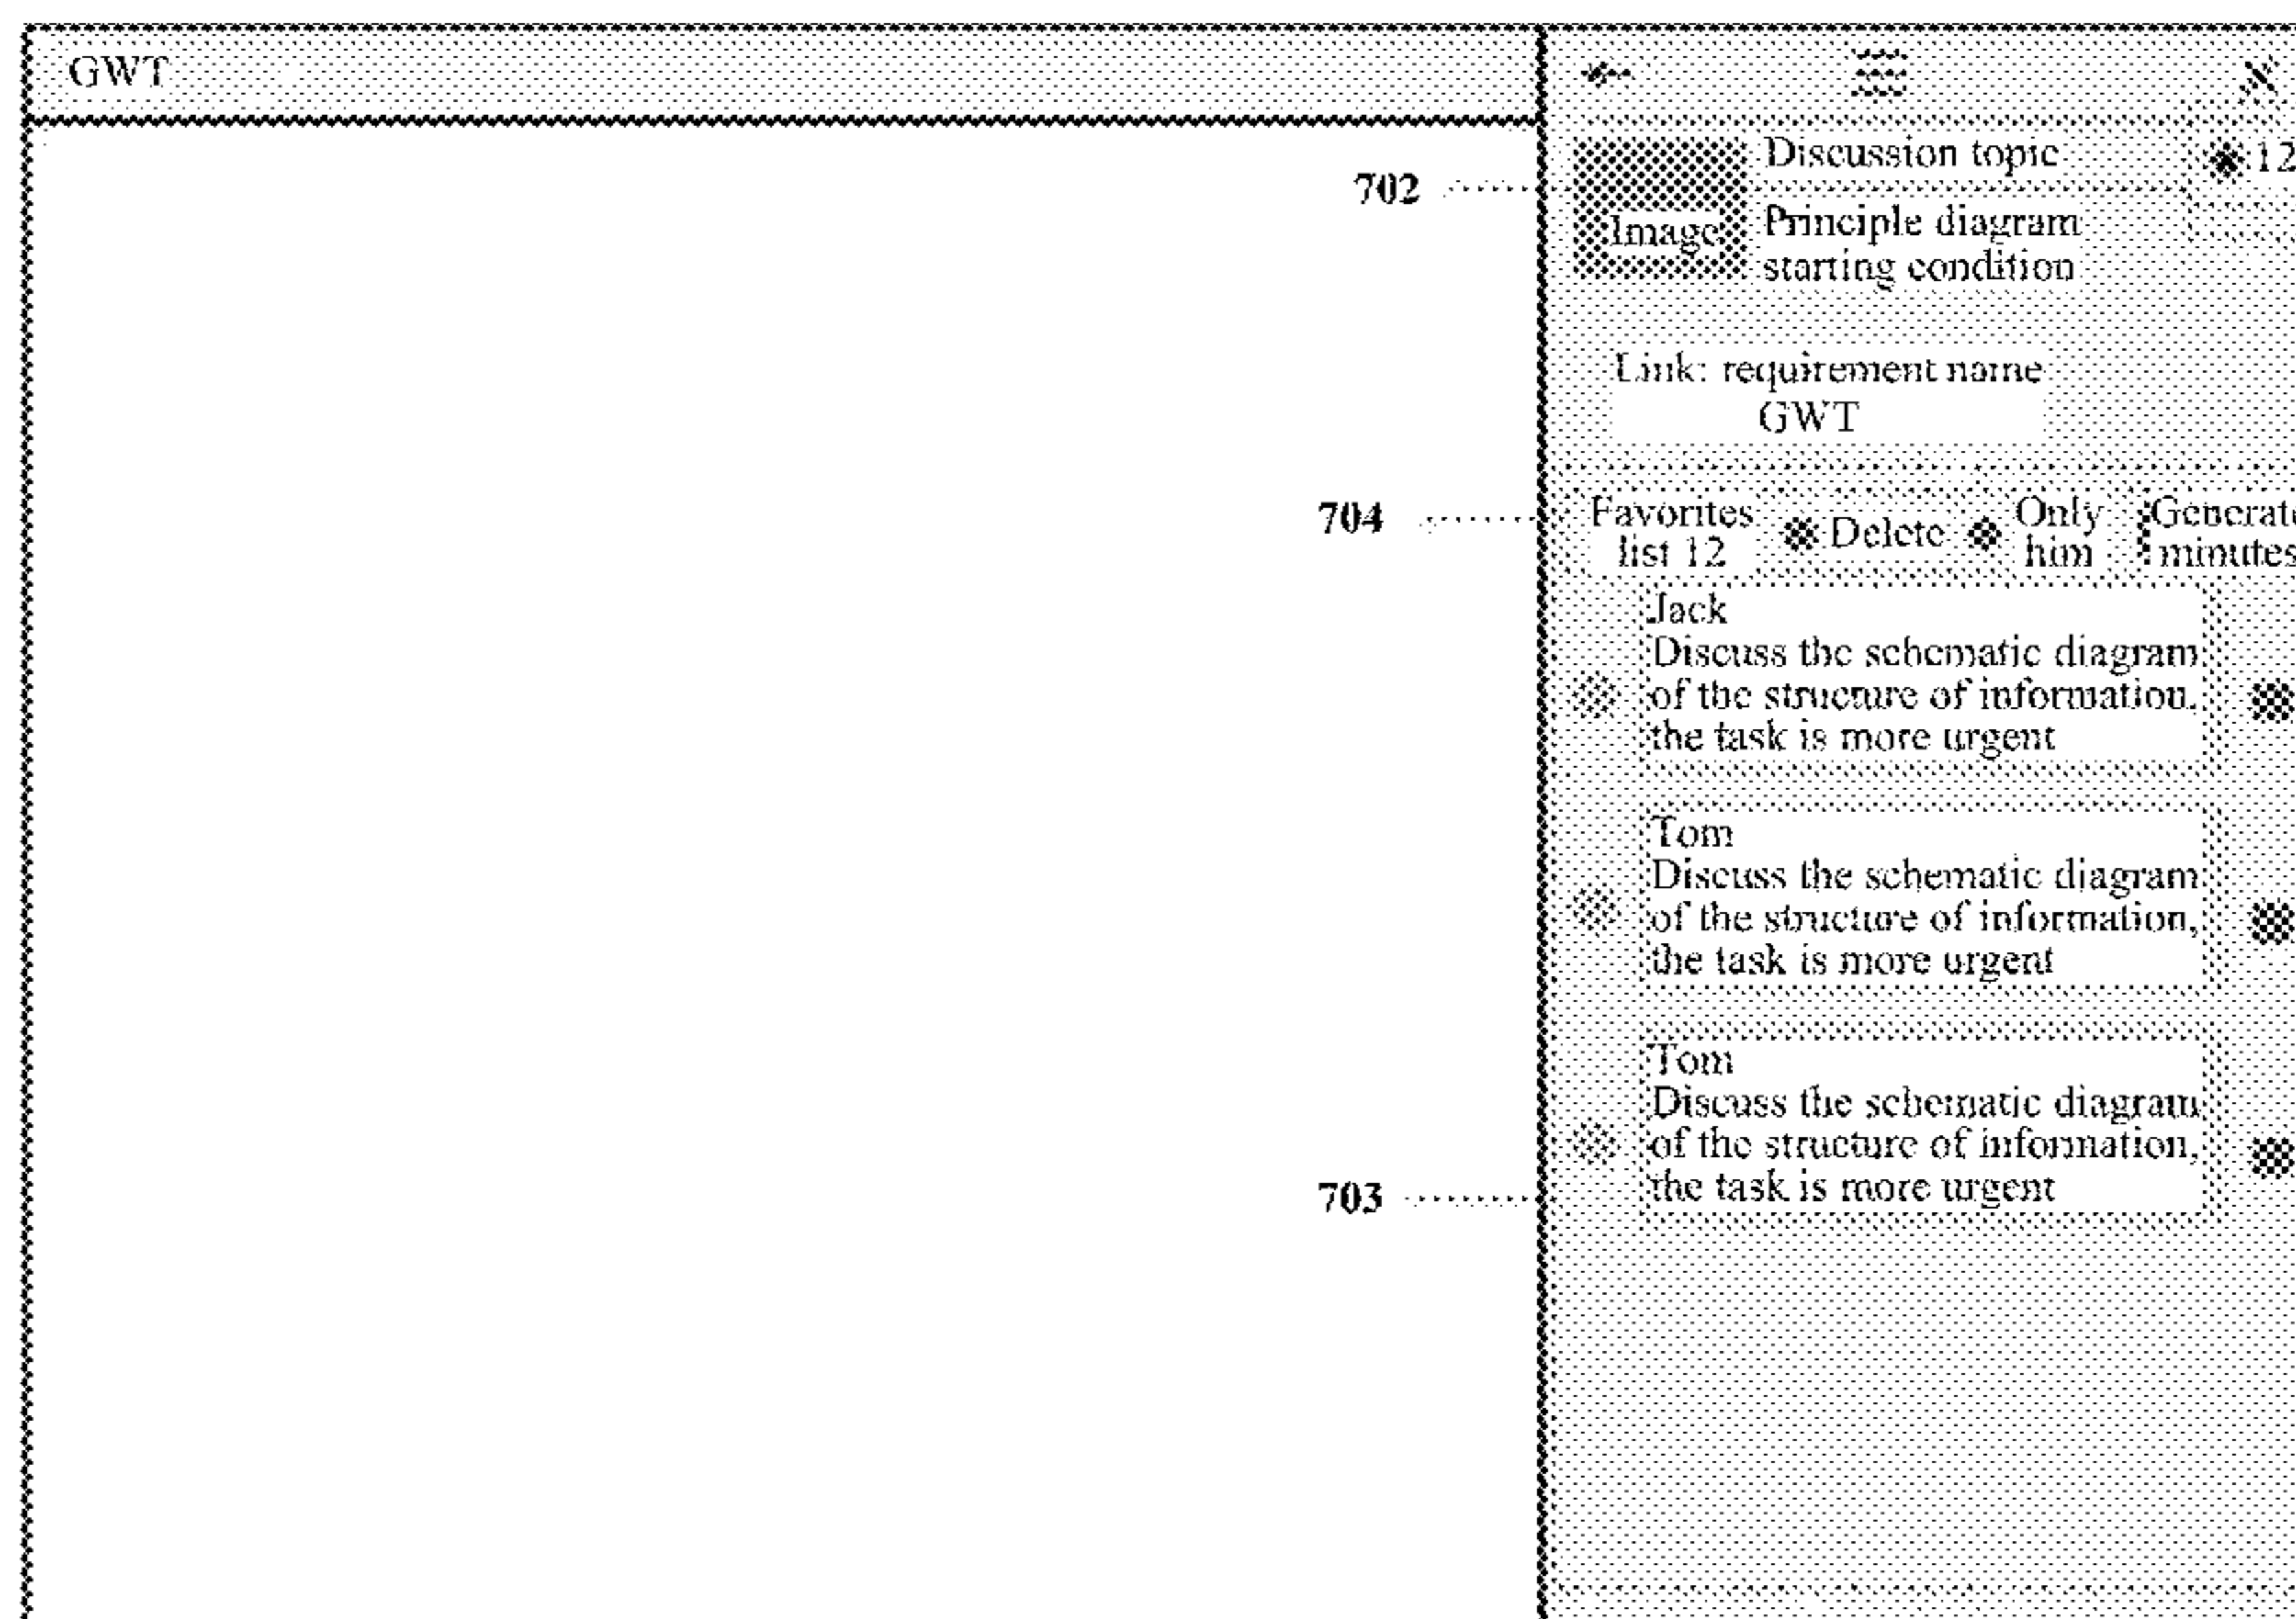 GWT
702
Discussion topic
12
Image
Principle diagram
starting condition
Link: requirement name
GWT
704
Favorites
list 12
Delete
Only
him
Generate
minutes
Jack
Discuss the schematic diagram
of the structure of information,
the task is more urgent
Tom
Discuss the schematic diagram
of the structure of information,
the task is more urgent
Tom
Discuss the schematic diagram
of the structure of information,
the task is more urgent
703